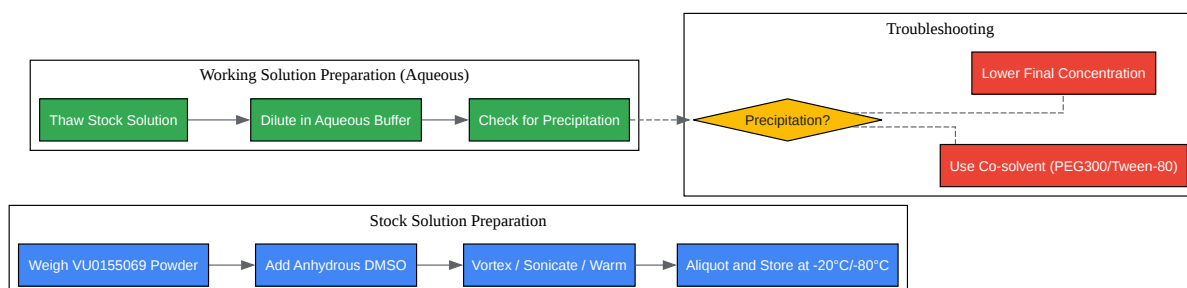 Troubleshooting
Lower Final Concentration
Working Solution Preparation (Aqueous)
Thaw Stock Solution
Dilute in Aqueous Buffer
Check for Precipitation
Precipitation?
Use Co-solvent (PEG300/Tween-80)
Stock Solution Preparation
Weigh VU0155069 Powder
Add Anhydrous DMSO
Vortex / Sonicate / Warm
Aliquot and Store at -20°C/-80°C